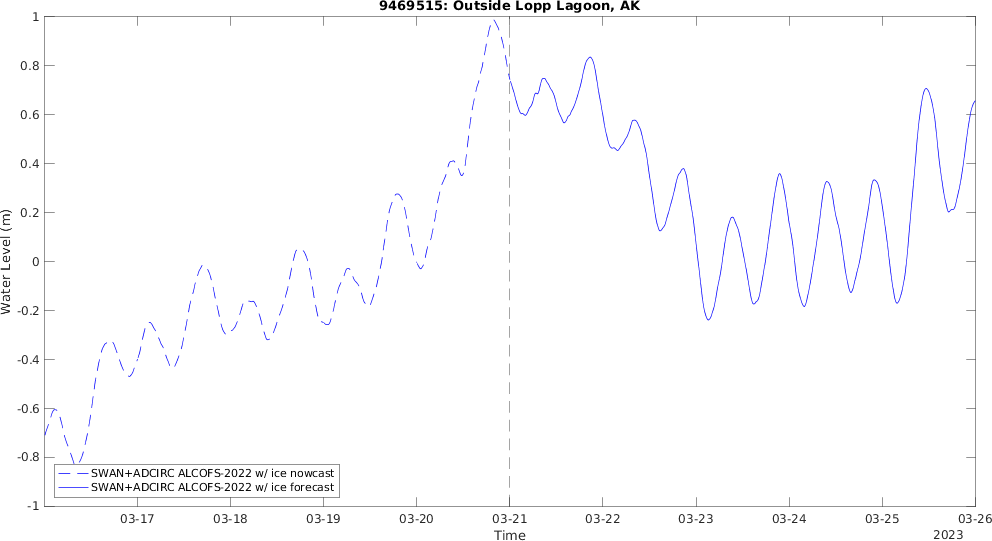 9469515: Outside Lopp Lagoon, AK
1
0.8
0.6
0.4
0.2
0
-0.2
-0.4
-0.6
-0.8
-1
Water Level (m)
SWAN+ADCIRC ALCOFS-2022 w/ ice nowcast
SWAN+ADCIRC ALCOFS-2022 w/ ice forecast
03-17 03-18 03-19 03-20 03-21 03-22 03-23 03-24 03-25 03-26
Time
2023